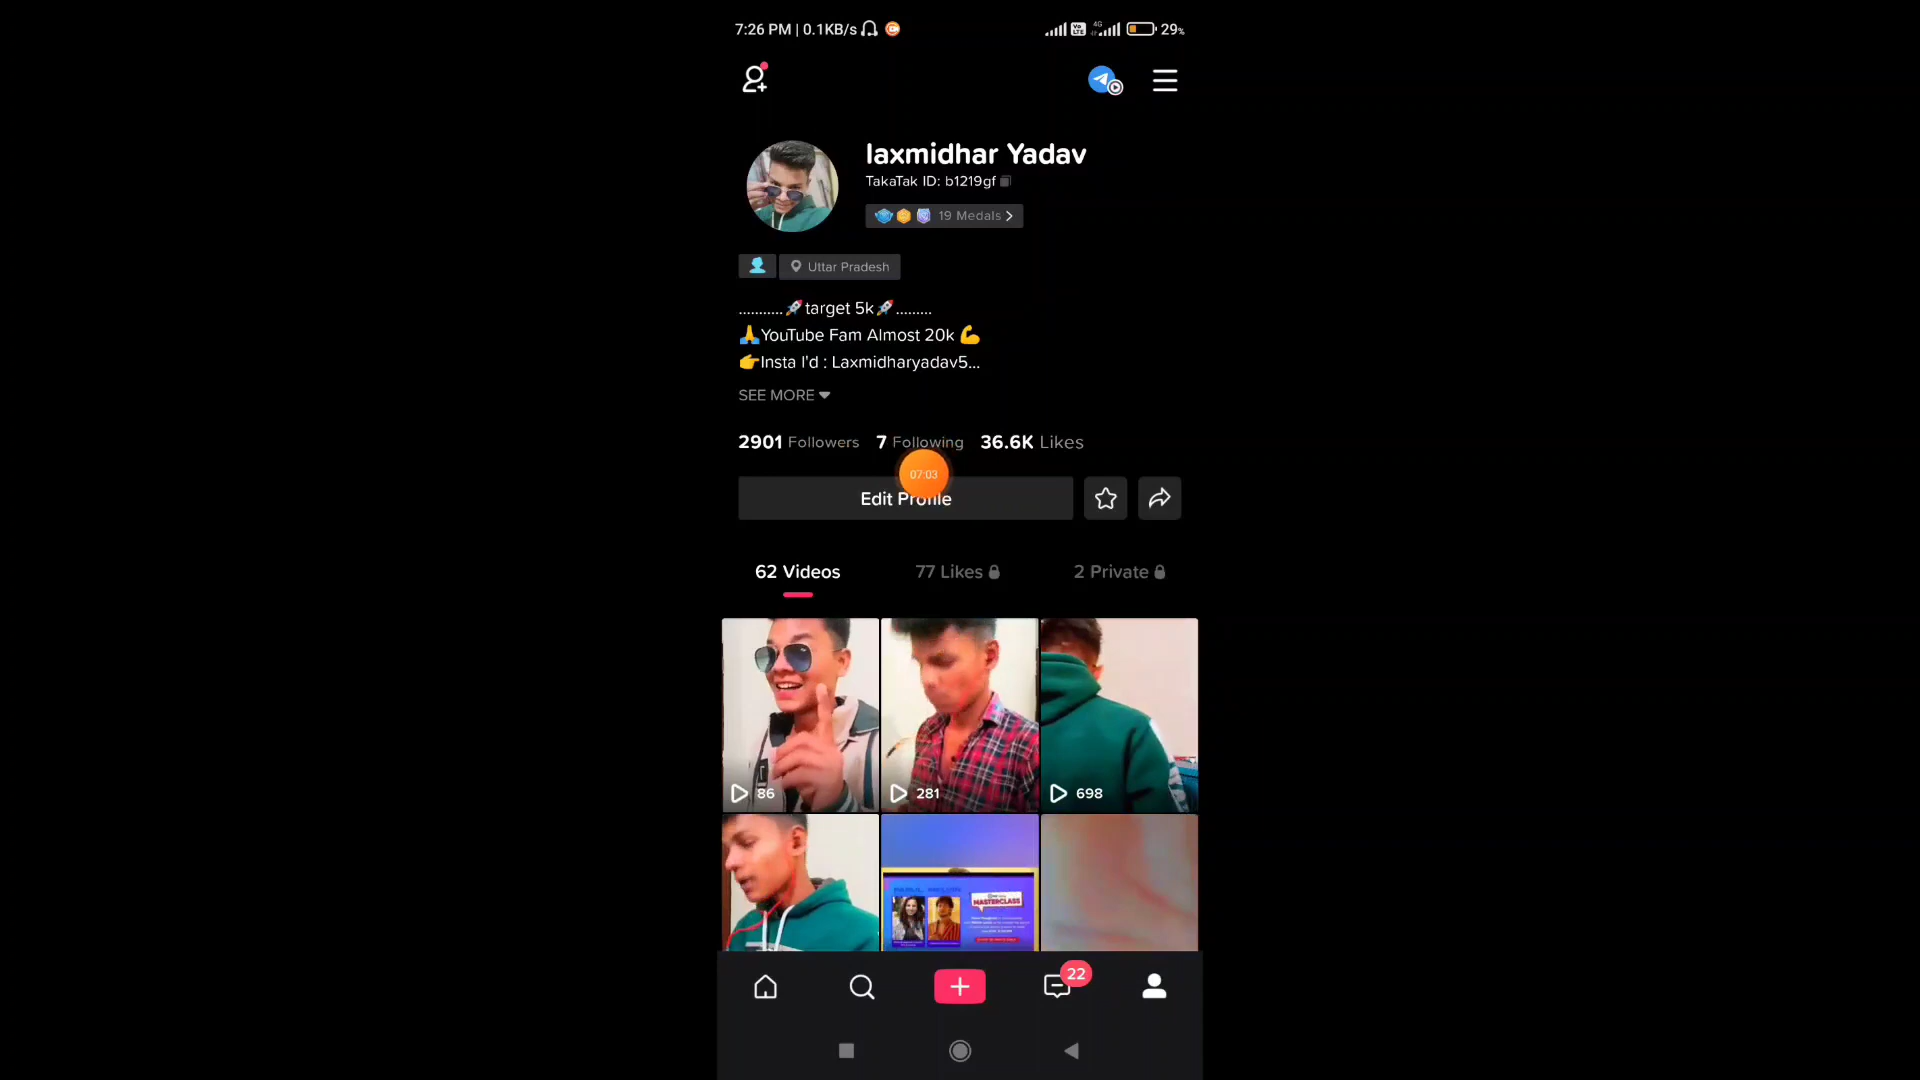 7:26 PM | 0.1KB/s
4G
29%
laxmidhar Yadav
TakaTak ID: b1219gf
19 Medals
Uttar Pradesh
...........🚀target 5k🚀.........
🙏YouTube Fam Almost 20k 💪
👉Insta I'd : Laxmidharyadav5...
SEE MORE
2901 Followers 7 Following 36.6K Likes
07:03
Edit Profile
62 Videos 77 Likes 2 Private
86 281 698
MASTERCLASS
22